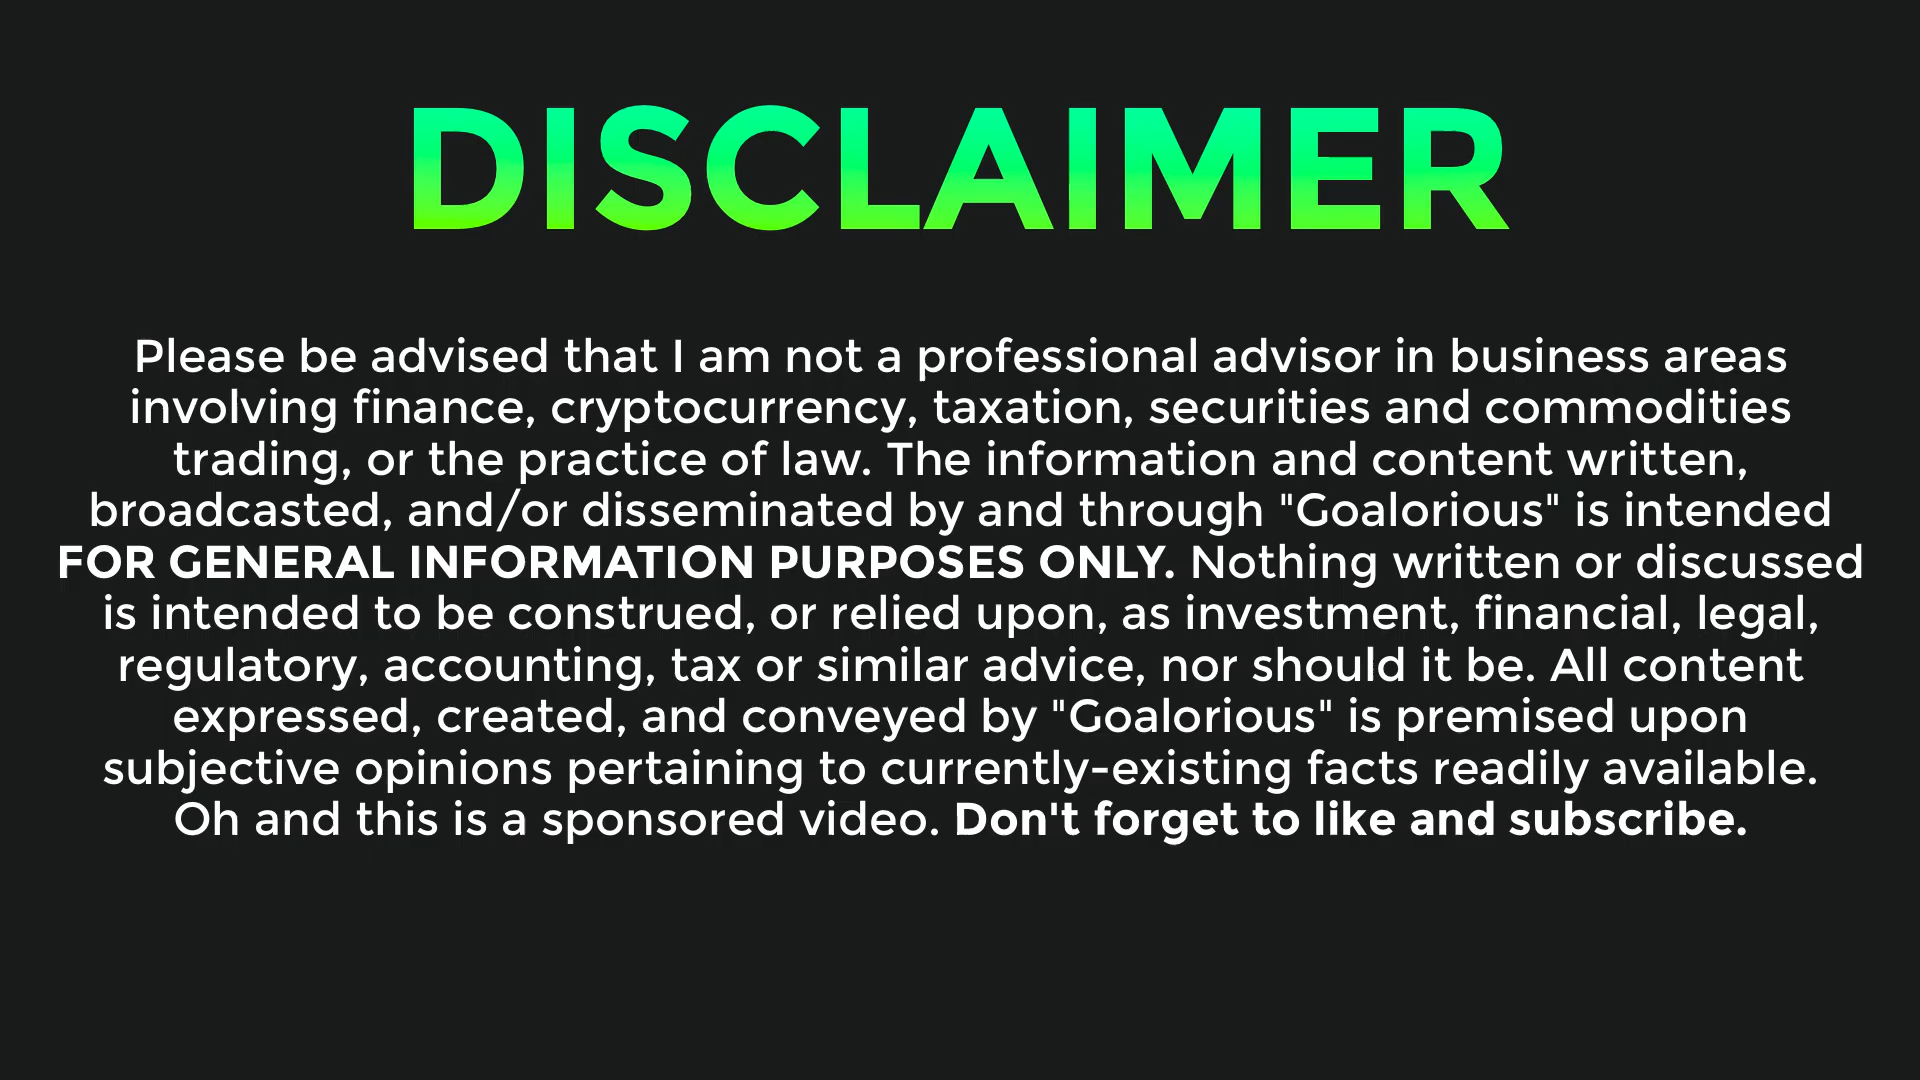 DISCLAIMER
Please be advised that I am not a professional advisor in business areas
involving finance, cryptocurrency, taxation, securities and commodities
trading, or the practice of law. The information and content written,
broadcasted, and/or disseminated by and through "Goalorious" is intended
FOR GENERAL INFORMATION PURPOSES ONLY. Nothing written or discussed
is intended to be construed, or relied upon, as investment, financial, legal,
regulatory, accounting, tax or similar advice, nor should it be. All content
expressed, created, and conveyed by "Goalorious" is premised upon
subjective opinions pertaining to currently-existing facts readily available.
Oh and this is a sponsored video. Don't forget to like and subscribe.